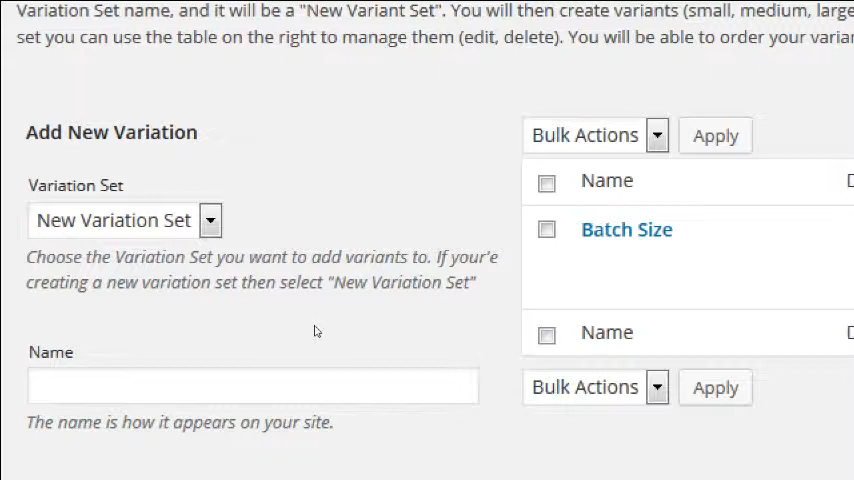 Variation Set name, and it will be a "New Variant Set". You will then create variants (small, medium, large
set you can use the table on the right to manage them (edit, delete). You will be able to order your varian
Add New Variation
Variation Set
New Variation Set
Choose the Variation Set you want to add variants to. If your'e
creating a new variation set then select "New Variation Set"
Name
The name is how it appears on your site.
Bulk Actions
Apply
Name D
Batch Size
Name D
Bulk Actions
Apply